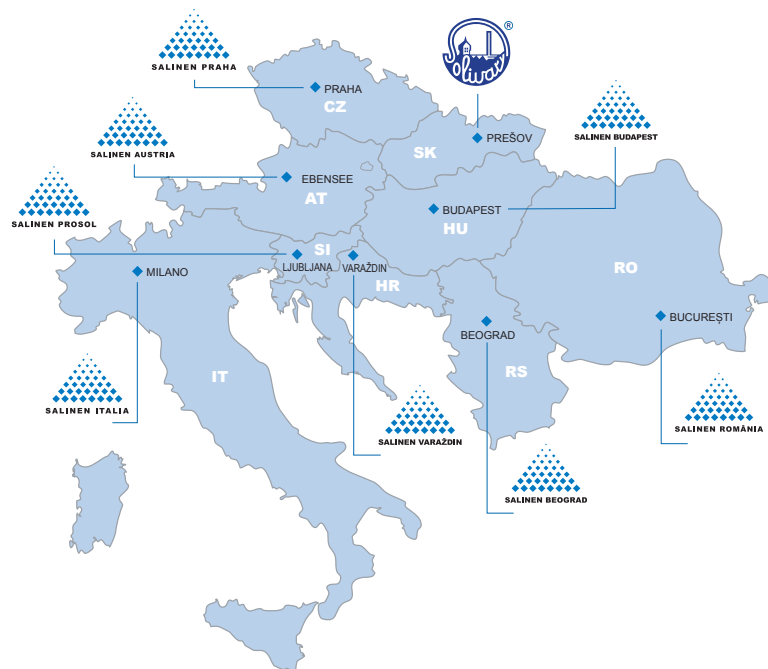 ®
Solivary
SALINEN PRAHA
PRAHA
CZ
PREŠOV
SK
SALINEN BUDAPEST
SALINEN AUSTRIA
EBENSEE
AT
BUDAPEST
HU
SALINEN PROSOL
SI
LJUBLJANA
VARAŽDIN
HR
MILANO
RO
BUCUREȘTI
BEOGRAD
RS
IT
SALINEN ITALIA
SALINEN VARAŽDIN
SALINEN ROMÂNIA
SALINEN BEOGRAD